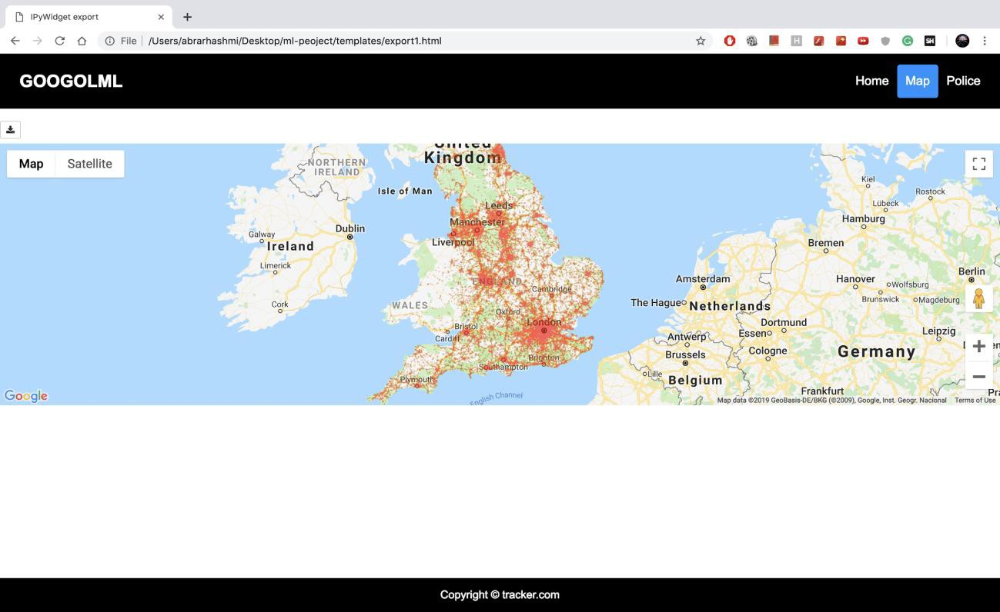 IPyWidget export
File
/Users/abrarhashmi/Desktop/ml-peoject/templates/export1.html
H
SH
GOOGOLML
Home
Map
Police
Map
Satellite
United
Kingdom
NORTHERN
IRELAND
Isle of Man
Leeds
Manchester
Liverpool
Galway
Dublin
Ireland
Limerick
Cork
ENGLAND
Cambridge
WALES
Oxford
London
Bristol
Cardiff
Brighton
Southampton
Plymouth
English Channel
Kiel
Rostock
Lübeck
Hamburg
Bremen
Amsterdam
Hanover
Wolfsburg
Berlin
Brunswick
Magdeburg
The Hague
Netherlands
Dortmund
Essen
Leipzig
Antwerp
Brussels
Cologne
Germany
Lille
Belgium
Frankfurt
Google
Map data ©2019 GeoBasis-DE/BKG (©2009), Google, Inst. Geogr. Nacional
Terms of Use
Copyright © tracker.com